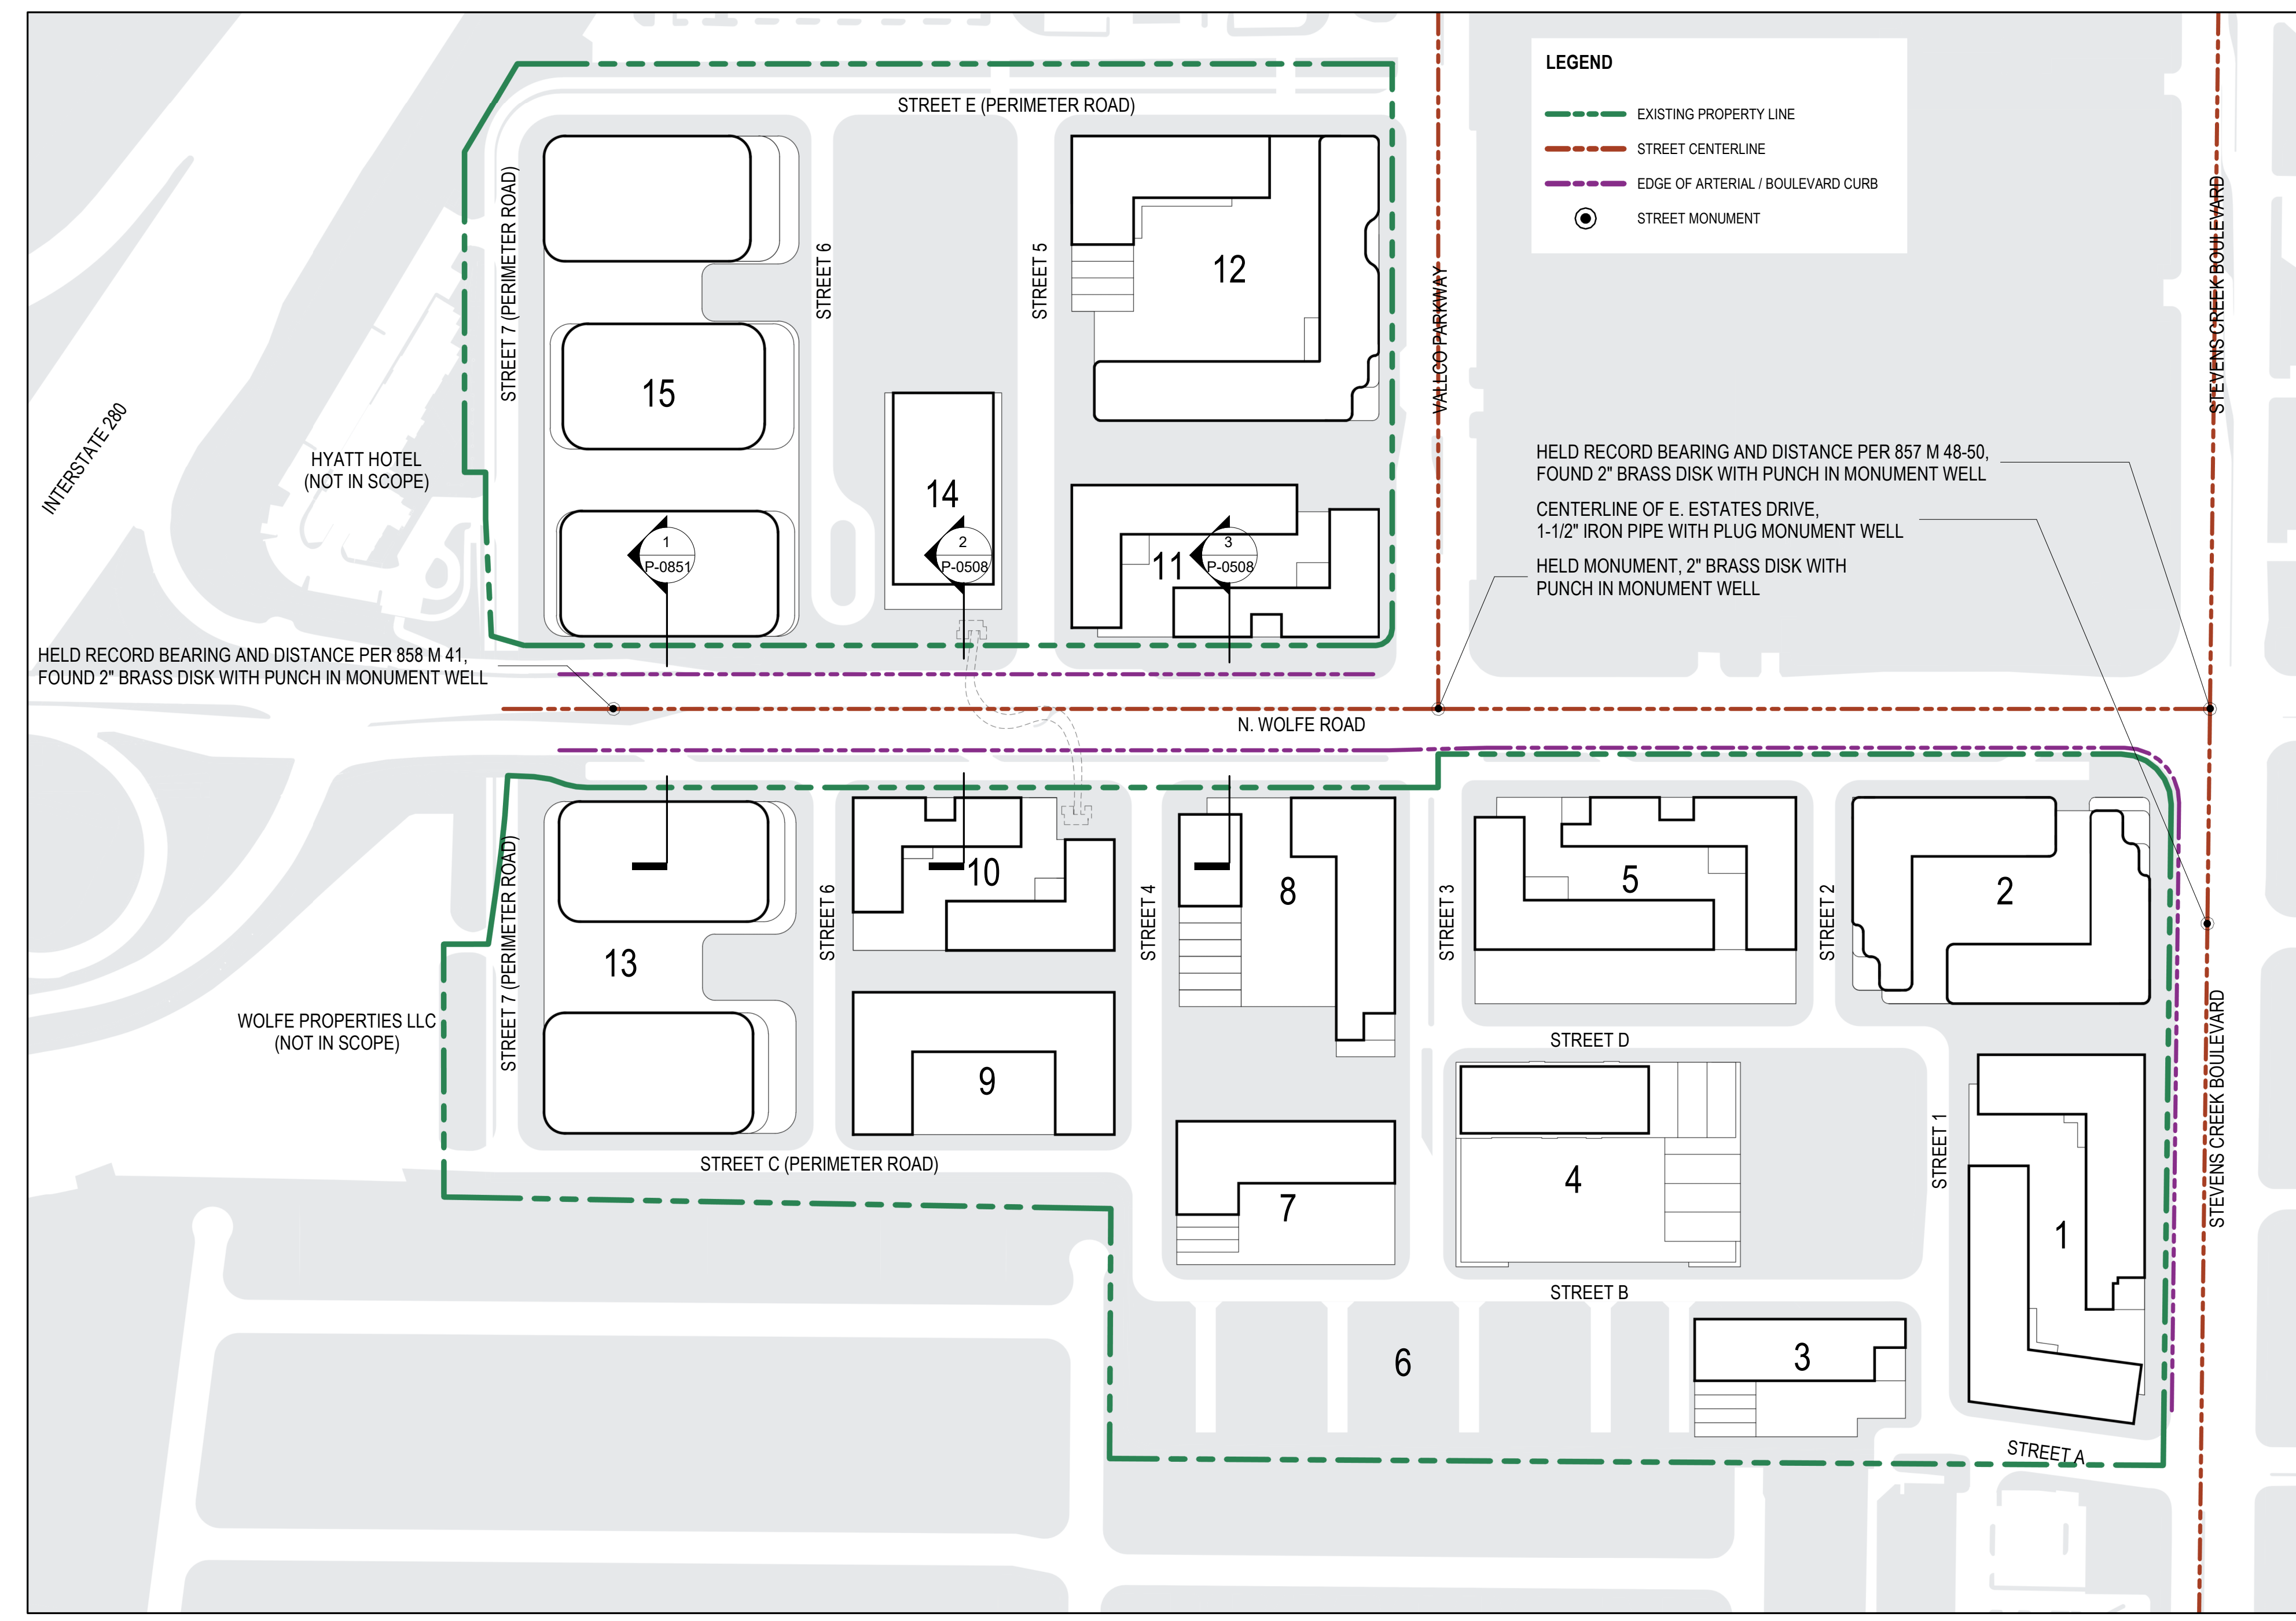 LEGEND
EXISTING PROPERTY LINE
STREET CENTERLINE
EDGE OF ARTERIAL / BOULEVARD CURB
STREET MONUMENT
STREET E (PERIMETER ROAD)
STREET 7 (PERIMETER ROAD)
STREET 6
STREET 5
VALLCO PARKWAY
STEVENS CREEK BOULEVARD
12
15
14
11
INTERSTATE 280
HYATT HOTEL
(NOT IN SCOPE)
1
P-0851
2
P-0508
3
P-0508
HELD RECORD BEARING AND DISTANCE PER 857 M 48-50,
FOUND 2" BRASS DISK WITH PUNCH IN MONUMENT WELL
CENTERLINE OF E. ESTATES DRIVE,
1-1/2" IRON PIPE WITH PLUG MONUMENT WELL
HELD MONUMENT, 2" BRASS DISK WITH
PUNCH IN MONUMENT WELL
HELD RECORD BEARING AND DISTANCE PER 858 M 41,
FOUND 2" BRASS DISK WITH PUNCH IN MONUMENT WELL
N. WOLFE ROAD
STREET 7 (PERIMETER ROAD)
13
STREET 6
10
STREET 4
8
STREET 3
5
STREET 2
2
WOLFE PROPERTIES LLC
(NOT IN SCOPE)
9
STREET D
STREET C (PERIMETER ROAD)
7
4
STREET 1
1
STEVENS CREEK BOULEVARD
STREET B
6
3
STREET A